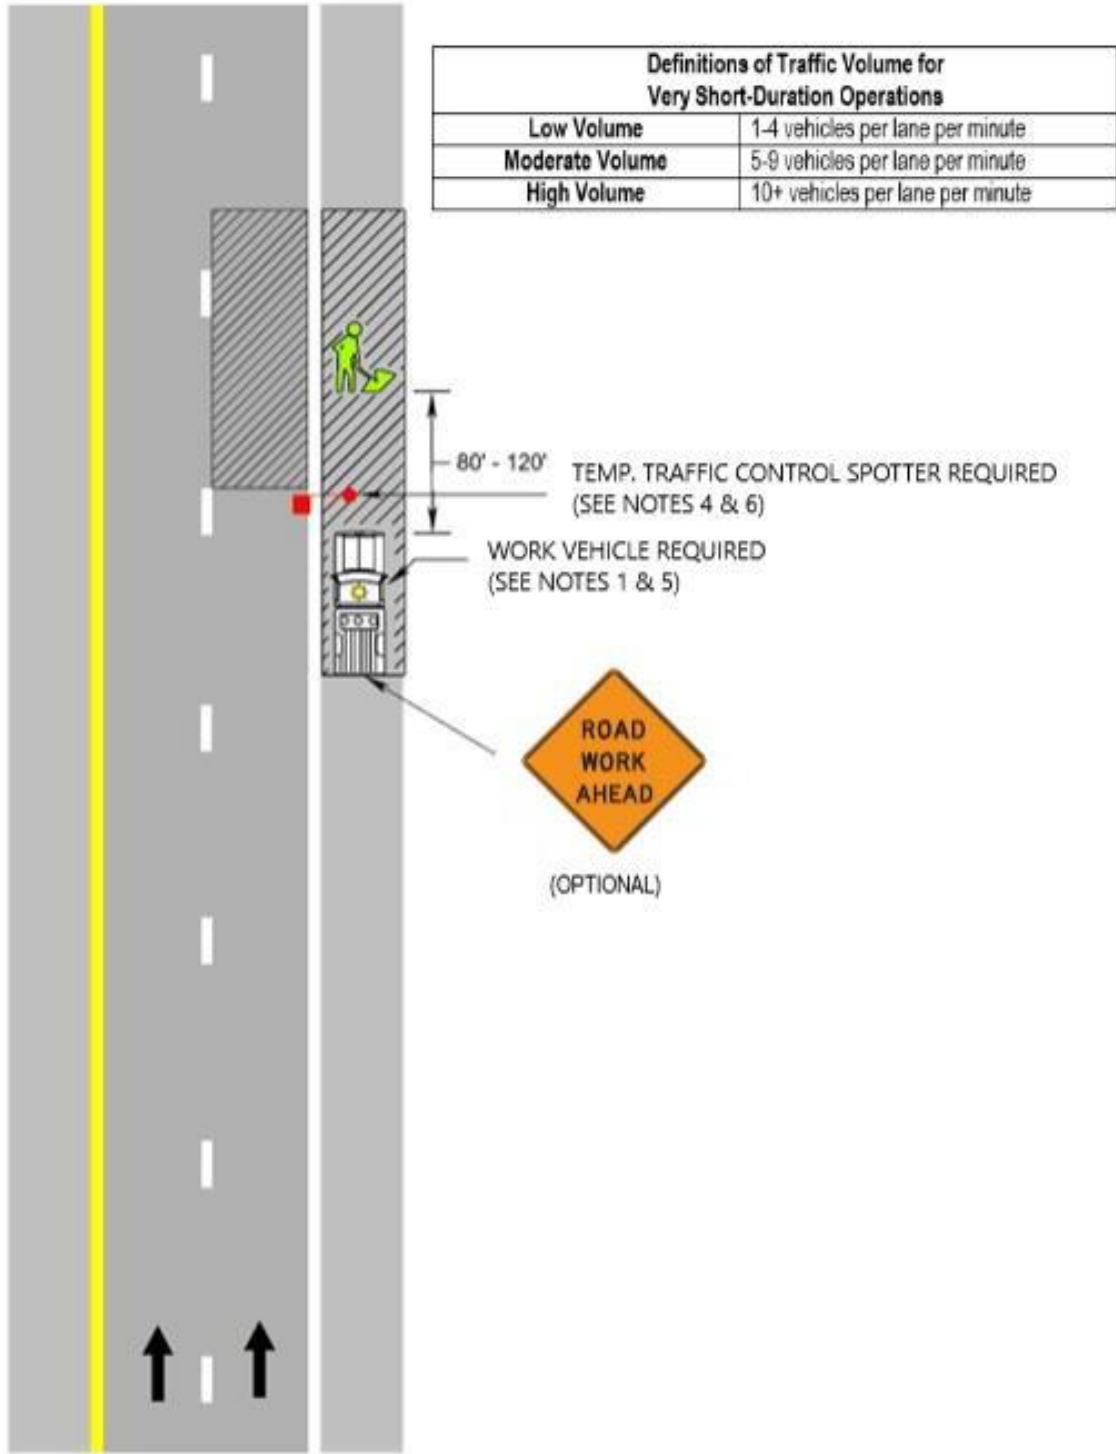 Definitions of Traffic Volume for
Very Short-Duration Operations
Low Volume 1-4 vehicles per lane per minute
Moderate Volume 5-9 vehicles per lane per minute
High Volume 10+ vehicles per lane per minute
80' - 120'
TEMP. TRAFFIC CONTROL SPOTTER REQUIRED
(SEE NOTES 4 & 6)
WORK VEHICLE REQUIRED
(SEE NOTES 1 & 5)
ROAD
WORK
AHEAD
(OPTIONAL)